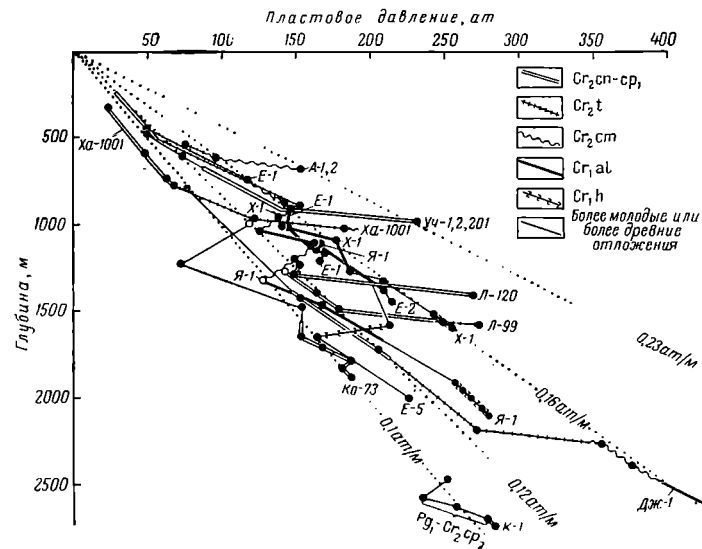 Пластовое давление, ат
50 100 150 200 250 300 350 400
Глубина, м
500
1000
1500
2000
2500
Cr₂cn-cp₁
Cr₂t
Cr₂cm
Cr₁al
Cr₁h
Более молодые или
более древние
отложения
Ха-1001
А-1,2
Е-1
Е-1
Уч-1,2,201
Х-1
Ха-1001
Х-1
Я-1
Е-1
Я-1
Е-2
Л-120
Л-99
Х-1
Ка-73
Е-5
Я-1
Дж-1
К-1
Pg₁-Cr₂cp₂
0,23ат/м
0,16ат/м
0,1ат/м
0,12ат/м